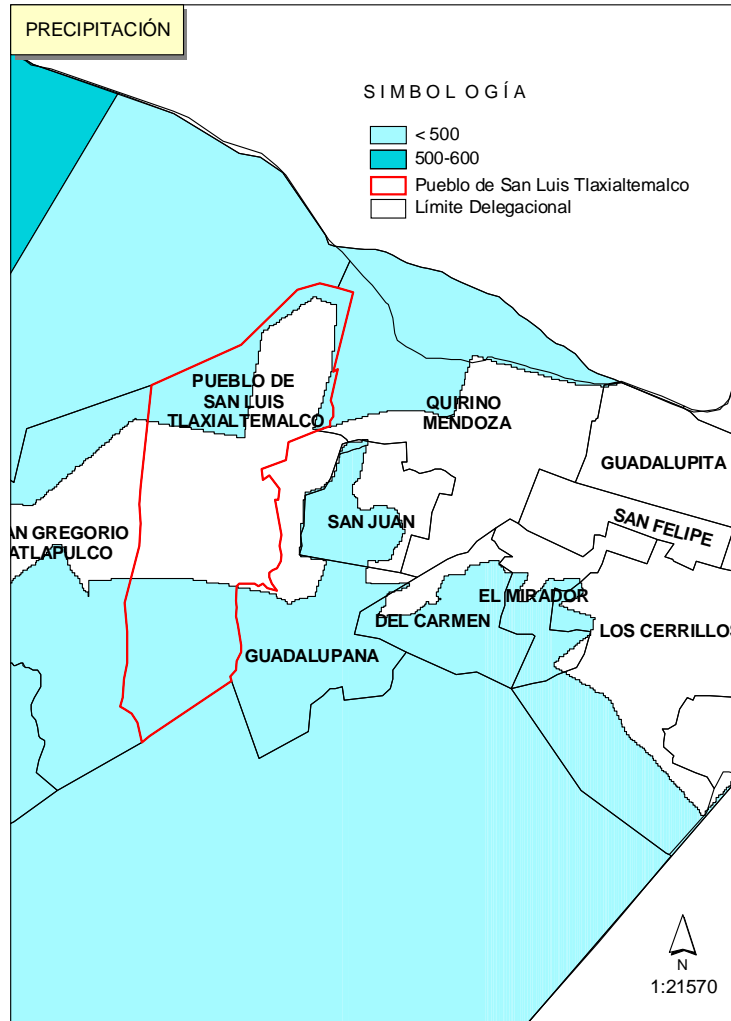 PRECIPITACIÓN
SIMBOLOGÍA
< 500
500-600
Pueblo de San Luis Tlaxialtemalco
Límite Delegacional
PUEBLO DE
SAN LUIS
TLAXIALTEMALCO
QUIRINO
MENDOZA
GUADALUPITA
SAN FELIPE
SAN JUAN
AN GREGORIO
ATLAPULCO
EL MIRADOR
DEL CARMEN
LOS CERRILLOS
GUADALUPANA
N
1:21570